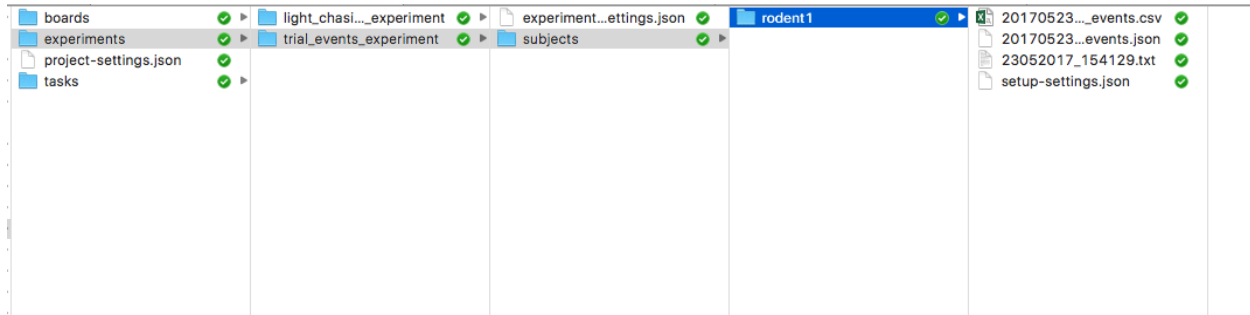 boards
experiments
project-settings.json
tasks
light_chasi..._experiment
trial_events_experiment
experiment...ettings.json
subjects
rodent1
20170523..._events.csv
20170523...events.json
23052017_154129.txt
setup-settings.json